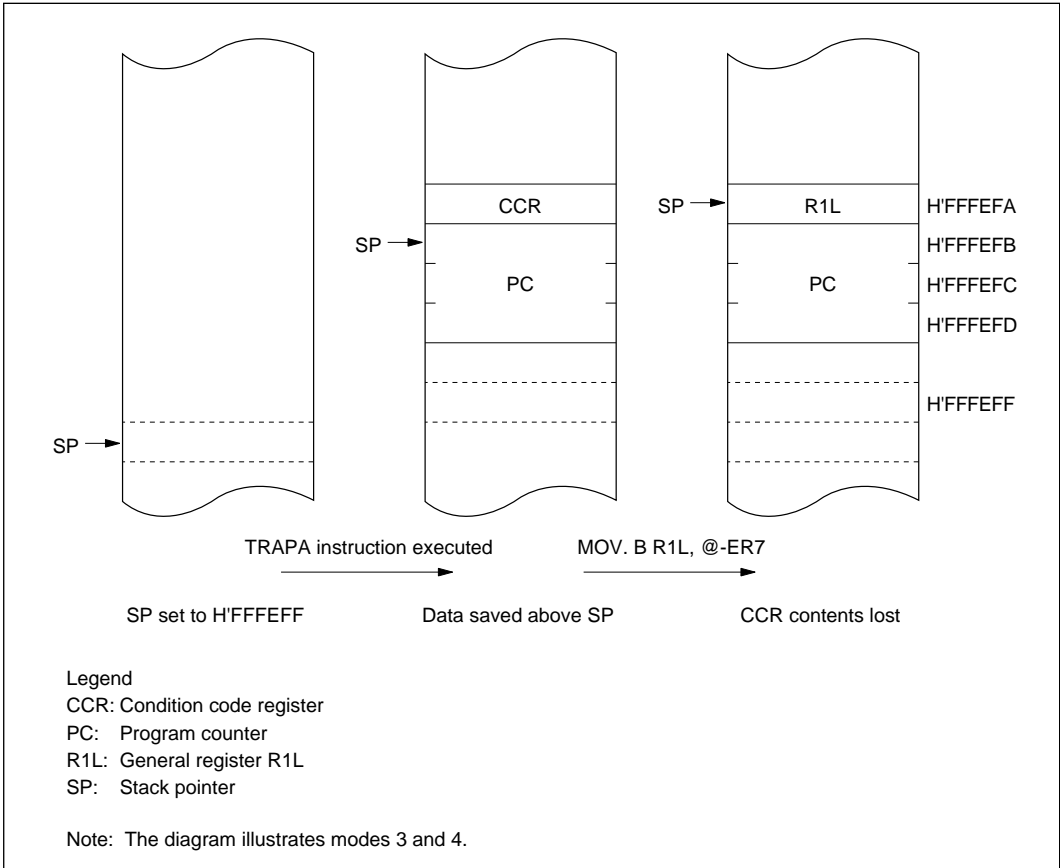 CCR
SP
R1L
H'FFFEFA
SP
H'FFFEFB
PC
PC
H'FFFEFC
H'FFFEFD
H'FFFEFF
SP
TRAPA instruction executed
MOV. B R1L, @-ER7
SP set to H'FFFEFF
Data saved above SP
CCR contents lost
Legend
CCR: Condition code register
PC: Program counter
R1L: General register R1L
SP: Stack pointer
Note: The diagram illustrates modes 3 and 4.